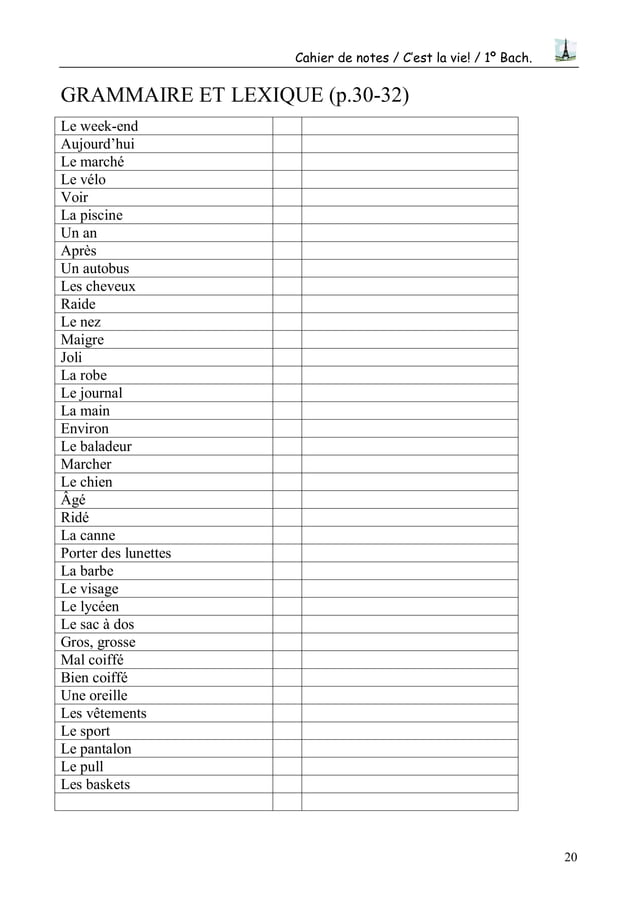 Cahier de notes / C’est la vie! / 1º Bach.
GRAMMAIRE ET LEXIQUE (p.30-32)
Le week-end
Aujourd’hui
Le marché
Le vélo
Voir
La piscine
Un an
Après
Un autobus
Les cheveux
Raide
Le nez
Maigre
Joli
La robe
Le journal
La main
Environ
Le baladeur
Marcher
Le chien
Âgé
Ridé
La canne
Porter des lunettes
La barbe
Le visage
Le lycéen
Le sac à dos
Gros, grosse
Mal coiffé
Bien coiffé
Une oreille
Les vêtements
Le sport
Le pantalon
Le pull
Les baskets
20